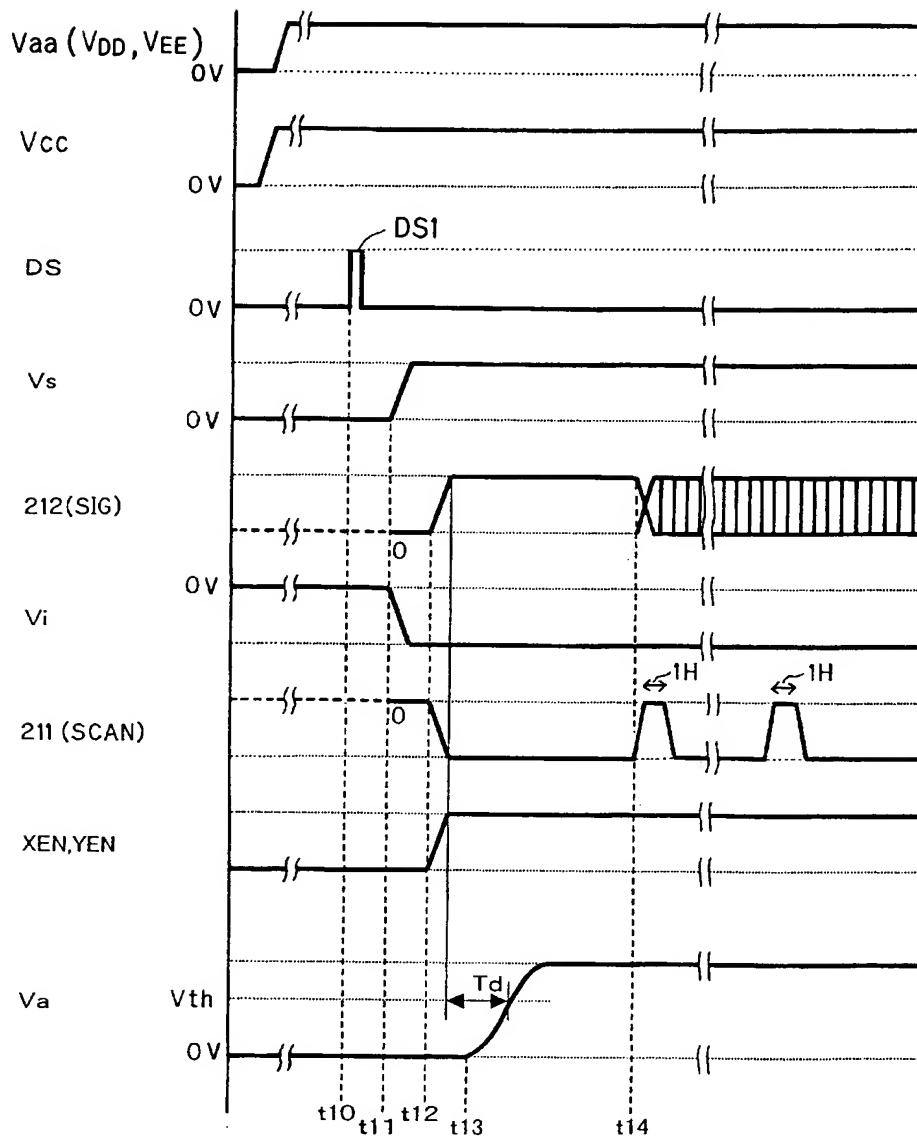 Vaa (VDD, VEE)
0V
Vcc
0V
DS1
DS
0V
Vs
0V
212(SIG)
0
0V
Vi
1H 1H
0
211 (SCAN)
XEN,YEN
Td
Va Vth
0V
t10 t11 t12 t13 t14